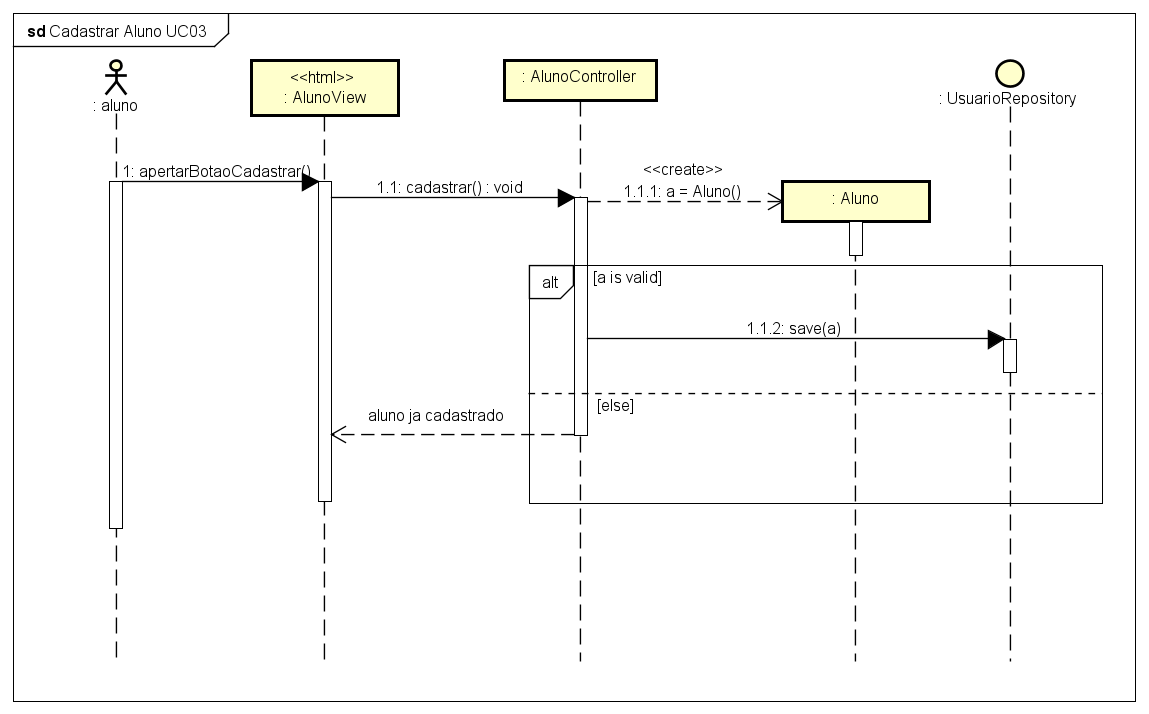 sd Cadastrar Aluno UC03
: aluno
<<html>>
: AlunoView
: AlunoController
: UsuarioRepository
1: apertarBotaoCadastrar()
1.1: cadastrar() : void
<<create>>
1.1.1: a = Aluno()
: Aluno
alt
[a is valid]
1.1.2: save(a)
[else]
aluno ja cadastrado